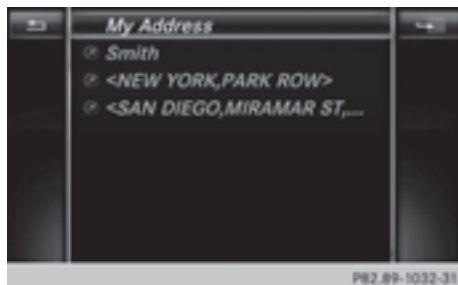 My Address
Smith
<NEW YORK,PARK ROW>
<SAN DIEGO,MIRAMAR ST,....
P82.89-1032-31